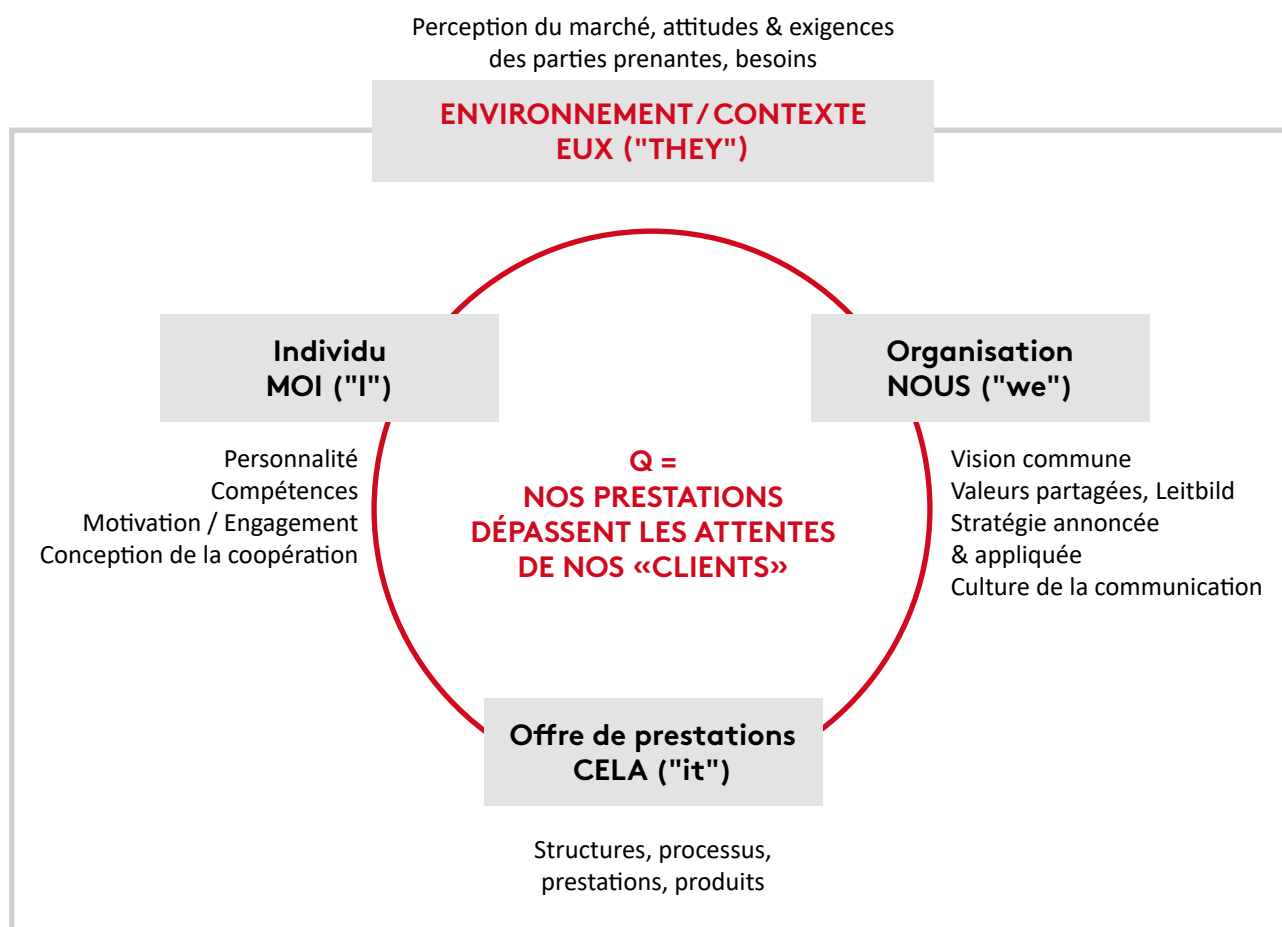 Perception du marché, attitudes & exigences
des parties prenantes, besoins
ENVIRONNEMENT/CONTEXTE
EUX ("THEY")
Individu
MOI ("I")
Personnalité
Compétences
Motivation / Engagement
Conception de la coopération
Organisation
NOUS ("we")
Vision commune
Valeurs partagées, Leitbild
Stratégie annoncée
& appliquée
Culture de la communication
Q =
NOS PRESTATIONS
DÉPASSENT LES ATTENTES
DE NOS «CLIENTS»
Offre de prestations
CELA ("it")
Structures, processus,
prestations, produits